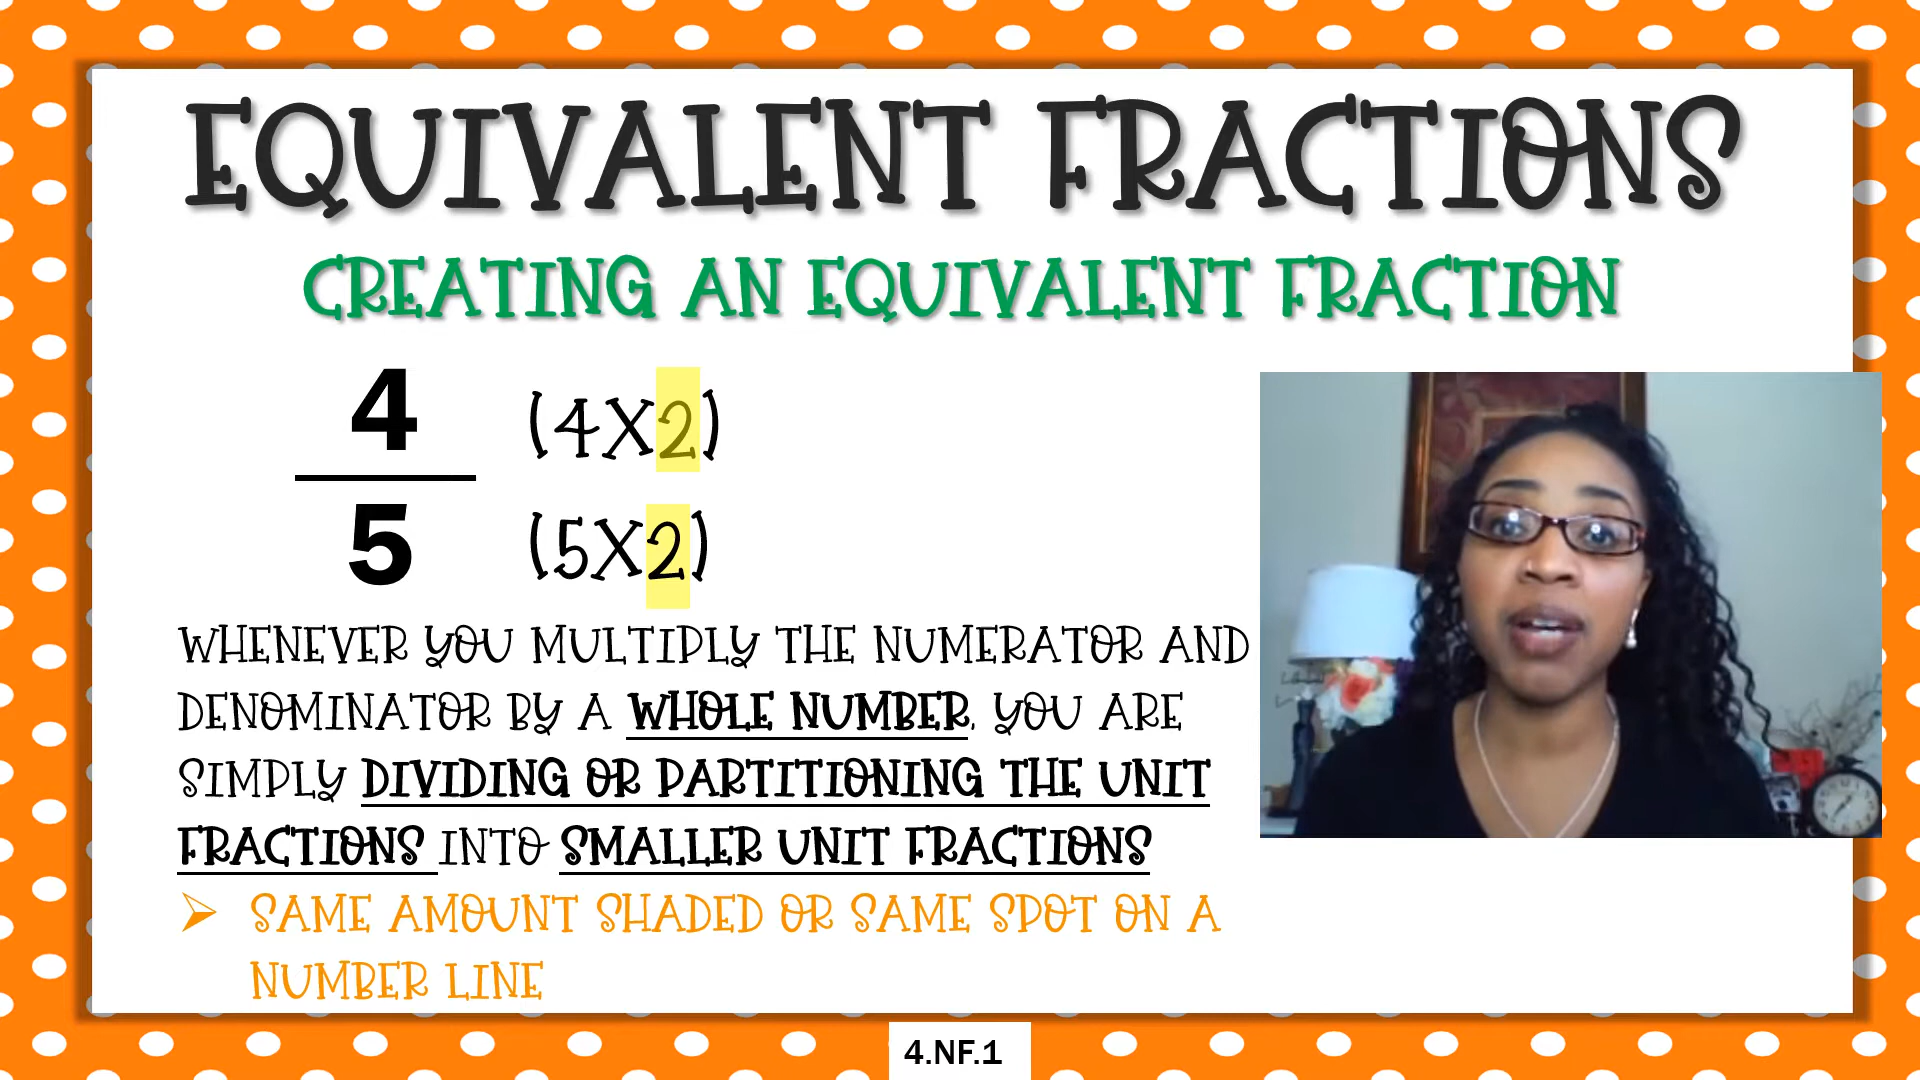 EQUIVALENT FRACTIONS
CREATING AN EQUIVALENT FRACTION
4 (4X2)
5 (5X2)
WHENEVER YOU MULTIPLY THE NUMERATOR AND
DENOMINATOR BY A WHOLE NUMBER, YOU ARE
SIMPLY DIVIDING OR PARTITIONING THE UNIT
FRACTIONS INTO SMALLER UNIT FRACTIONS
SAME AMOUNT SHADED OR SAME SPOT ON A
NUMBER LINE
4.NF.1